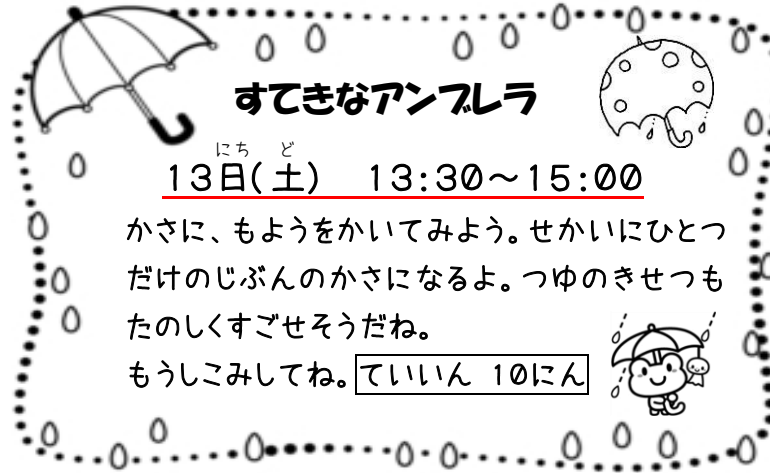 すてきなアンブレラ
にち ど
13日(土) 13:30～15:00
かさに、もようをかいてみよう。せかいにひとつ
だけのじぶんのかさになるよ。つゆのきせつも
たのしくすごせそうだね。
もうしこみしてね。ていいん 10にん